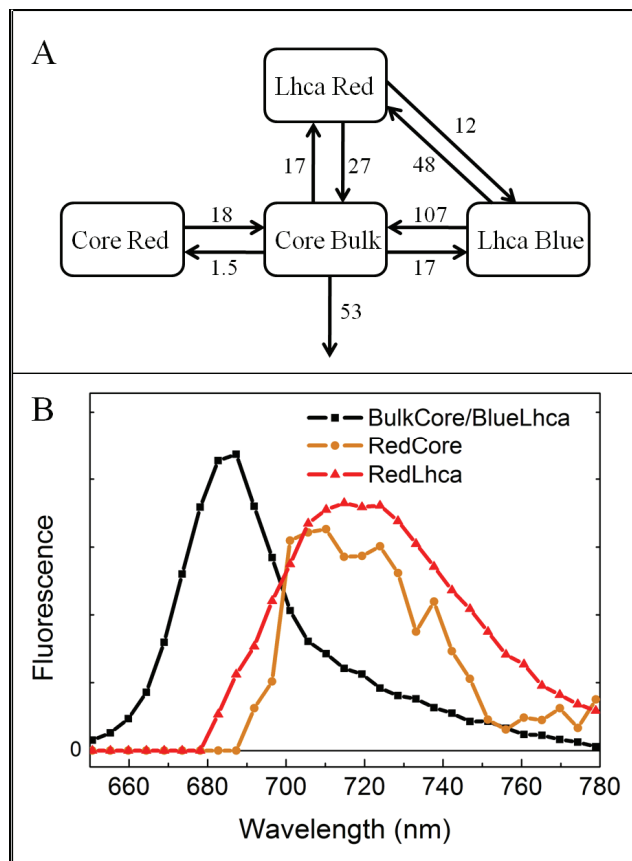 A
Lhca Red
12
17
27
48
18
107
Core Red
Core Bulk
Lhca Blue
1.5
17
53
B
BulkCore/BlueLhca
RedCore
RedLhca
Fluorescence
0
660 680 700 720 740 760 780
Wavelength (nm)